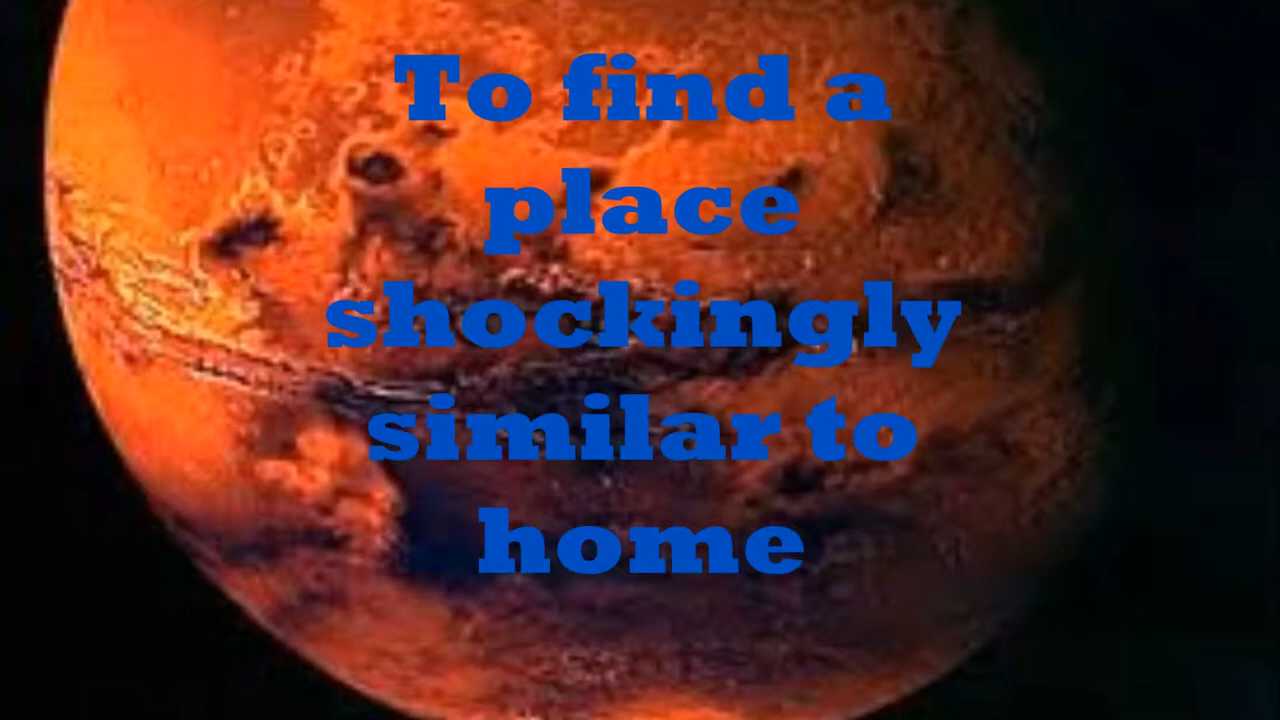 To find a
place
shockingly
similar to
home